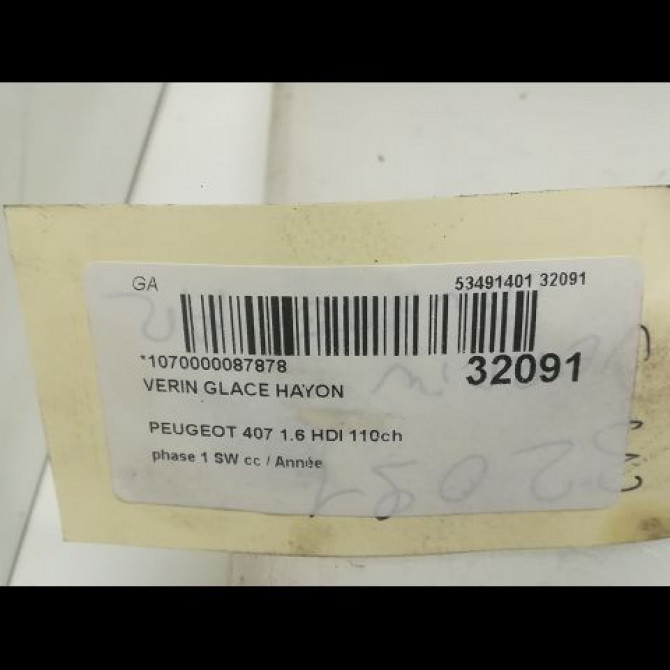 GA 53491401 32091
*1070000087878 32091
VERIN GLACE HAYON
PEUGEOT 407 1.6 HDI 110ch
phase 1 SW cc / Année